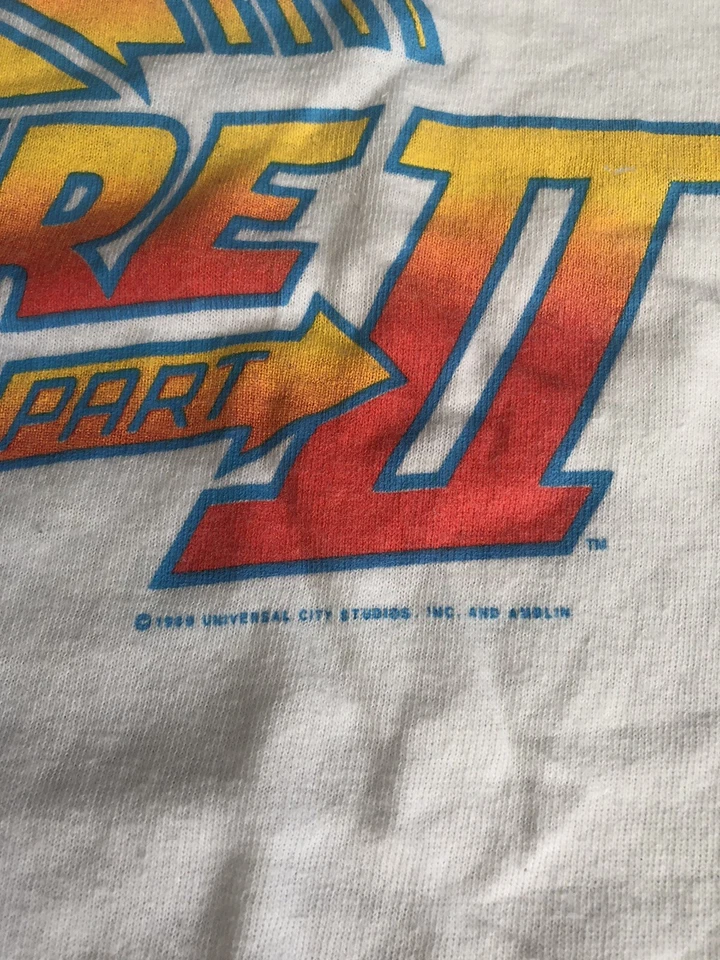 RE II
PART
TM
© 1989 UNIVERSAL CITY STUDIOS, INC. AND AMBLIN